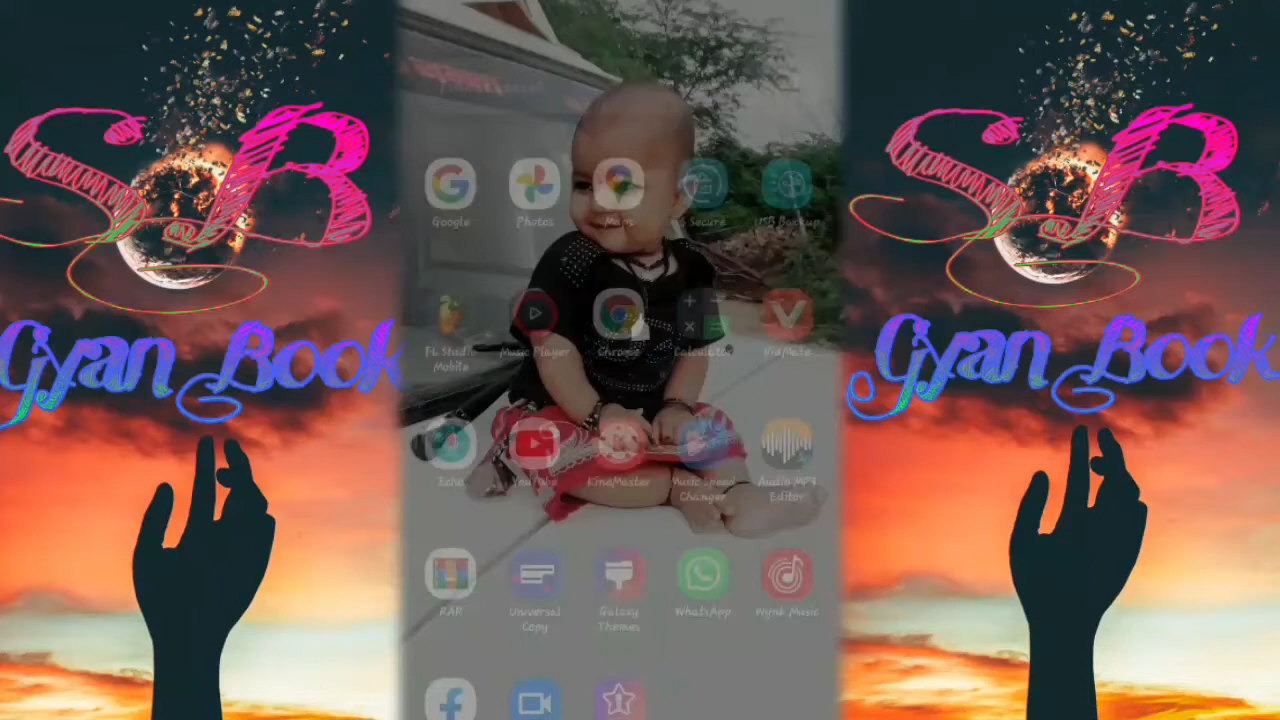 SB
Gyan Book
SB
Gyan Book
Google
Photos
Maps
S Secure
USB Backup
FL Studio
Mobile
Music Player
Chrome
Calculator
VidMate
Echo
YouTube
KineMaster
Music Speed
Changer
Audio MP3
Editor
RAR
Universal
Copy
Galaxy
Themes
WhatsApp
Wynk Music